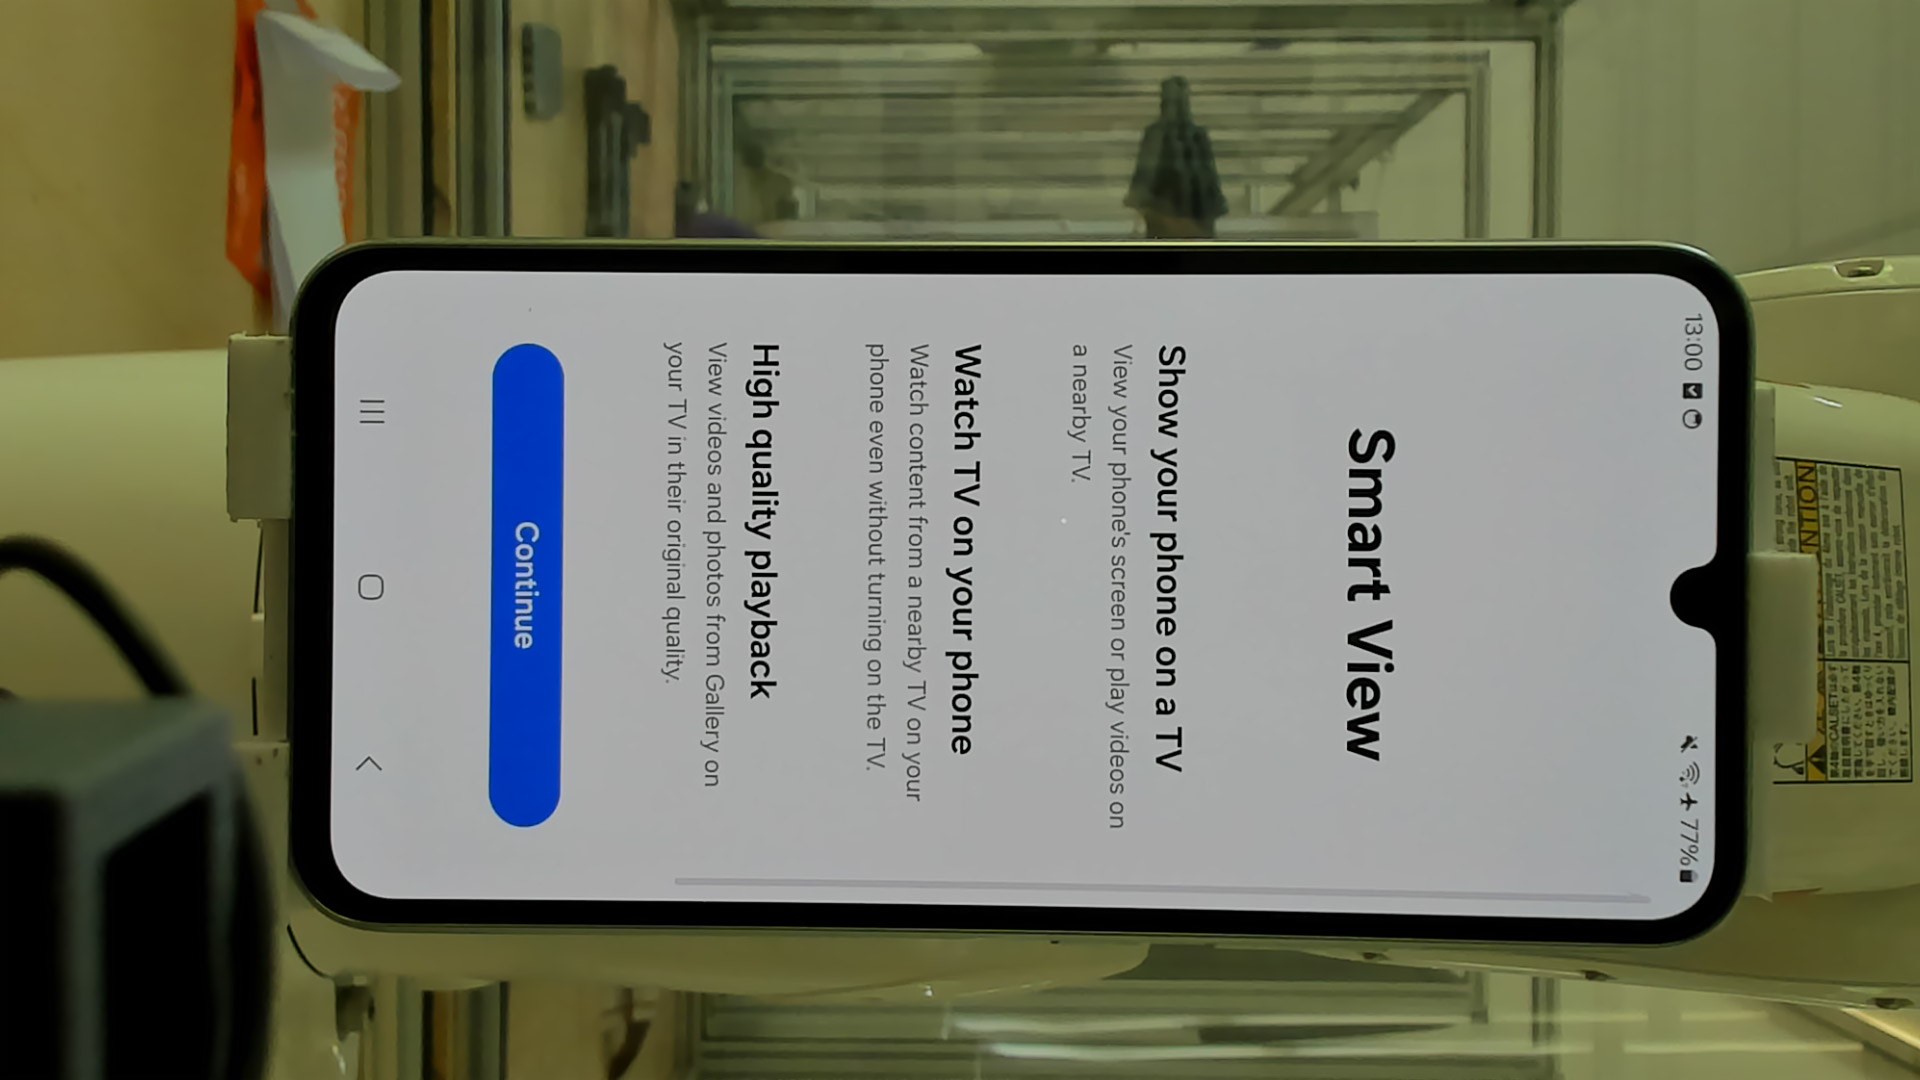 13:00
77%
Smart View
Show your phone on a TV
View your phone's screen or play videos on
a nearby TV.
Watch TV on your phone
Watch content from a nearby TV on your
phone even without turning on the TV.
High quality playback
View videos and photos from Gallery on
your TV in their original quality.
Continue